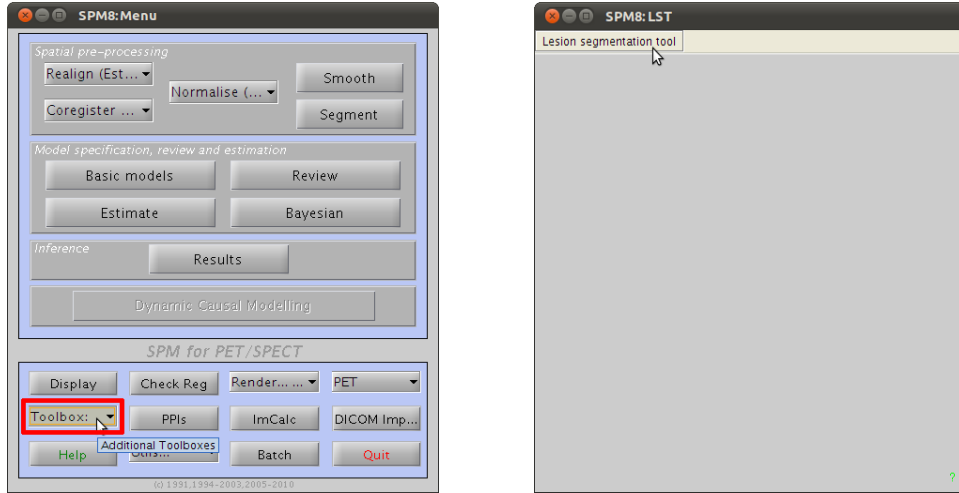 SPM8: Menu
Spatial pre-processing
Realign (Est...
Normalise (...
Smooth
Coregister ...
Segment
Model specification, review and estimation
Basic models
Review
Estimate
Bayesian
Inference
Results
Dynamic Causal Modelling
SPM for PET/SPECT
Display
Check Reg
Render... ...
PET
Toolbox:
PPIs
ImCalc
DICOM Imp...
Additional Toolboxes
Help
Utils...
Batch
Quit
(c) 1991,1994-2003,2005-2010
SPM8: LST
Lesion segmentation tool
?